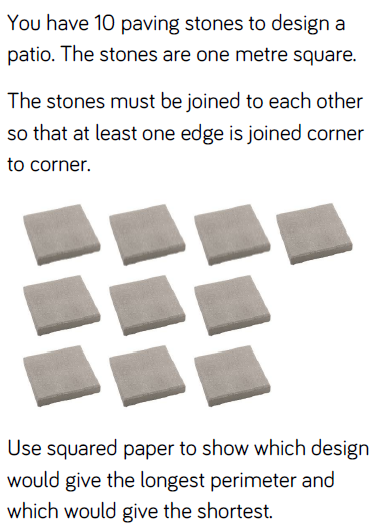 You have 10 paving stones to design a
patio. The stones are one metre square.
The stones must be joined to each other
so that at least one edge is joined corner
to corner.
Use squared paper to show which design
would give the longest perimeter and
which would give the shortest.